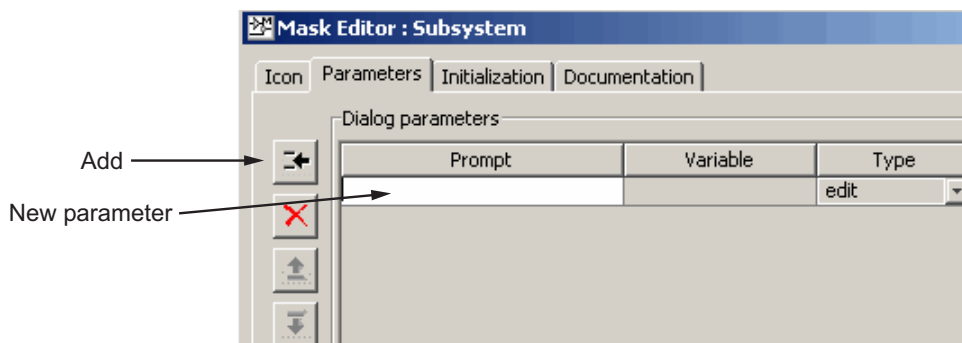 Mask Editor : Subsystem
Icon Parameters Initialization Documentation
Dialog parameters
Add
Prompt Variable Type
edit
New parameter